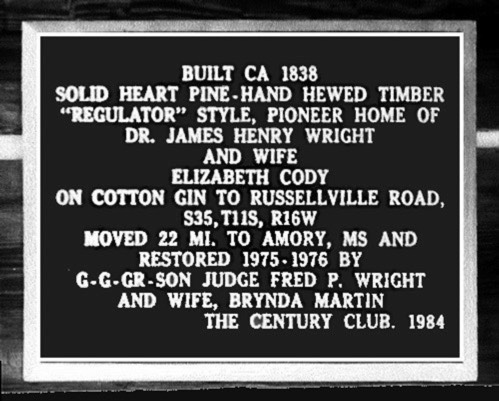 BUILT CA 1838
SOLID HEART PINE-HAND HEWED TIMBER
"REGULATOR" STYLE, PIONEER HOME OF
DR. JAMES HENRY WRIGHT
AND WIFE
ELIZABETH CODY
ON COTTON GIN TO RUSSELLVILLE ROAD,
S35, T11S, R16W
MOVED 22 MI. TO AMORY, MS AND
RESTORED 1975-1976 BY
G-G-GR-SON JUDGE FRED P. WRIGHT
AND WIFE, BRYNDA MARTIN
THE CENTURY CLUB. 1984